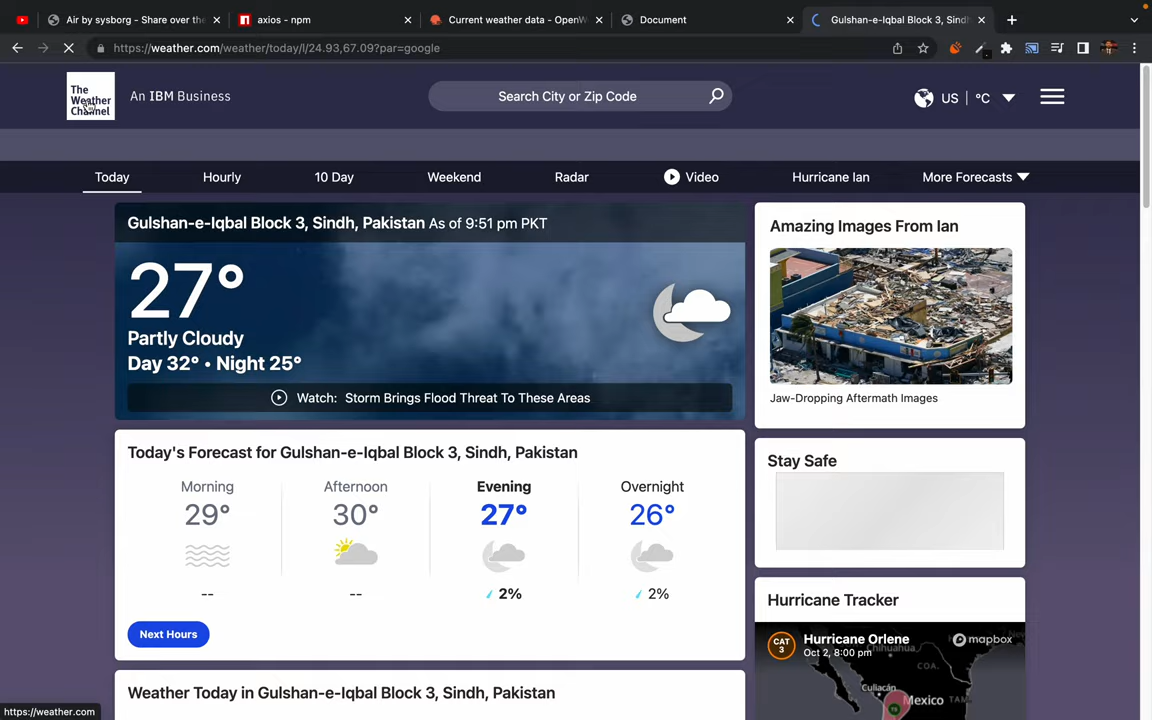 Air by sysborg - Share over the
axios - npm
Current weather data - OpenW
Document
Gulshan-e-Iqbal Block 3, Sindh
https://weather.com/weather/today/l/24.93,67.09?par=google
The
Weather
Channel
An IBM Business
Search City or Zip Code
US | °C
Today
Hourly
10 Day
Weekend
Radar
Video
Hurricane Ian
More Forecasts
Gulshan-e-Iqbal Block 3, Sindh, Pakistan As of 9:51 pm PKT
27°
Partly Cloudy
Day 32° • Night 25°
Watch: Storm Brings Flood Threat To These Areas
Amazing Images From Ian
Jaw-Dropping Aftermath Images
Today's Forecast for Gulshan-e-Iqbal Block 3, Sindh, Pakistan
Morning
Afternoon
Evening
Overnight
29°
30°
27°
26°
--
--
2%
2%
Next Hours
Stay Safe
Hurricane Tracker
CAT
3
Hurricane Orlene
Oct 2, 8:00 pm
mapbox
Chihuahua
COA.
Culiacán
Mexico
TAM
Weather Today in Gulshan-e-Iqbal Block 3, Sindh, Pakistan
https://weather.com